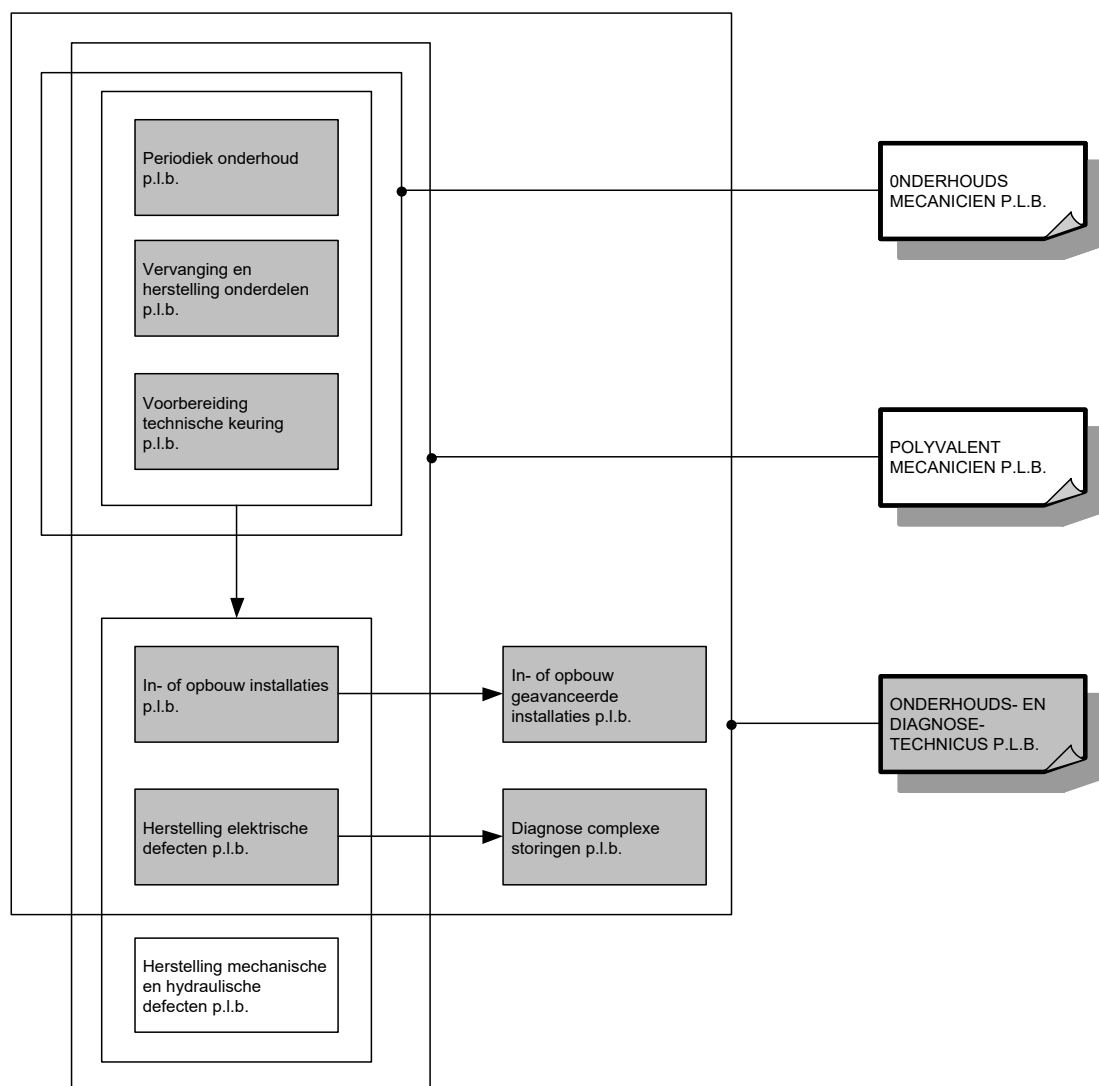 Periodiek onderhoud
p.l.b.
Vervanging en
herstelling onderdelen
p.l.b.
Voorbereiding
technische keuring
p.l.b.
In- of opbouw installaties
p.l.b.
In- of opbouw
geavanceerde
installaties p.l.b.
Herstelling elektrische
defecten p.l.b.
Diagnose complexe
storingen p.l.b.
Herstelling mechanische
en hydraulische
defecten p.l.b.
0NDERHOUDS
MECANICIEN P.L.B.
POLYVALENT
MECANICIEN P.L.B.
ONDERHOUDS- EN
DIAGNOSE-
TECHNICUS P.L.B.